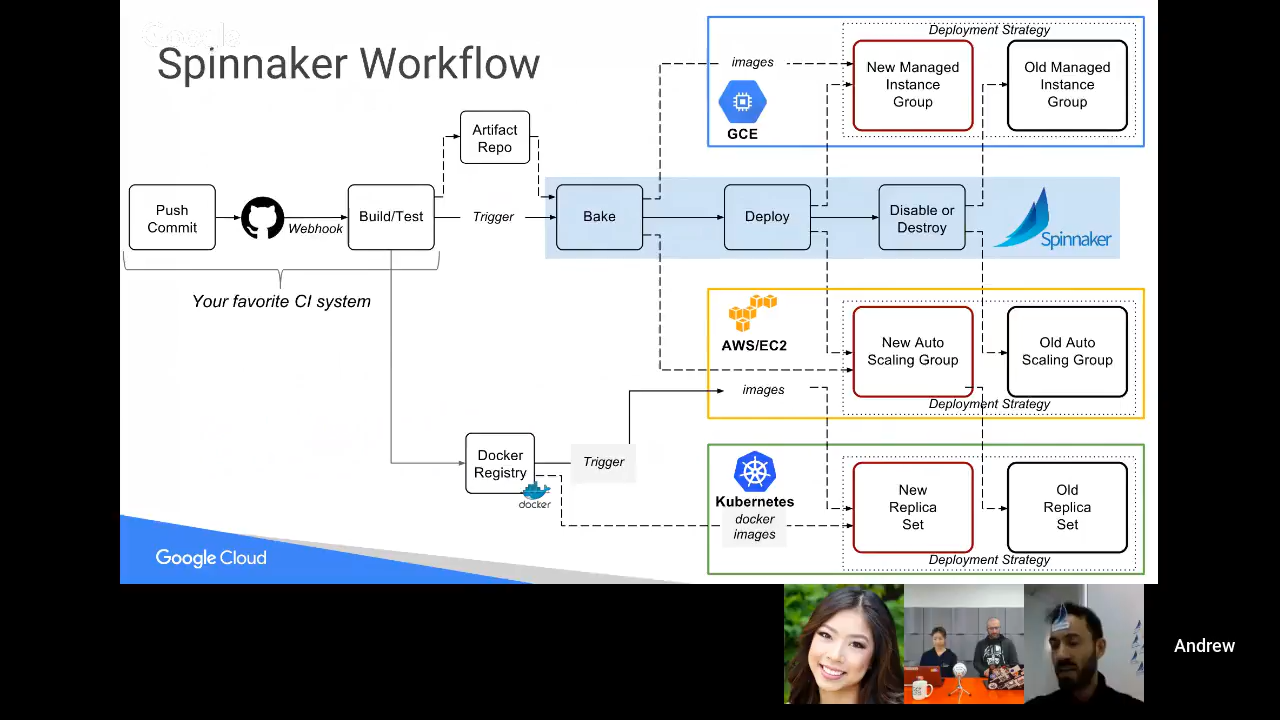 Google
Spinnaker Workflow
Deployment Strategy
images
New Managed
Instance
Group
Old Managed
Instance
Group
GCE
Artifact
Repo
Push
Commit
Webhook
Build/Test
Trigger
Bake
Deploy
Disable or
Destroy
Spinnaker
Your favorite CI system
AWS/EC2
New Auto
Scaling Group
Old Auto
Scaling Group
images
Deployment Strategy
Docker
Registry
docker
Trigger
Kubernetes
docker
images
New
Replica
Set
Old
Replica
Set
Deployment Strategy
Google Cloud
Andrew